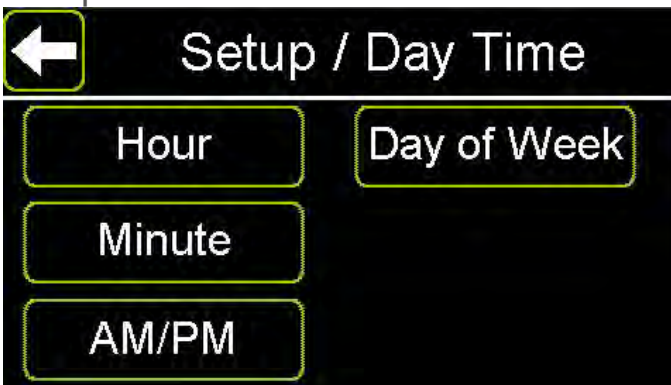 Setup / Day Time
Hour
Day of Week
Minute
AM/PM